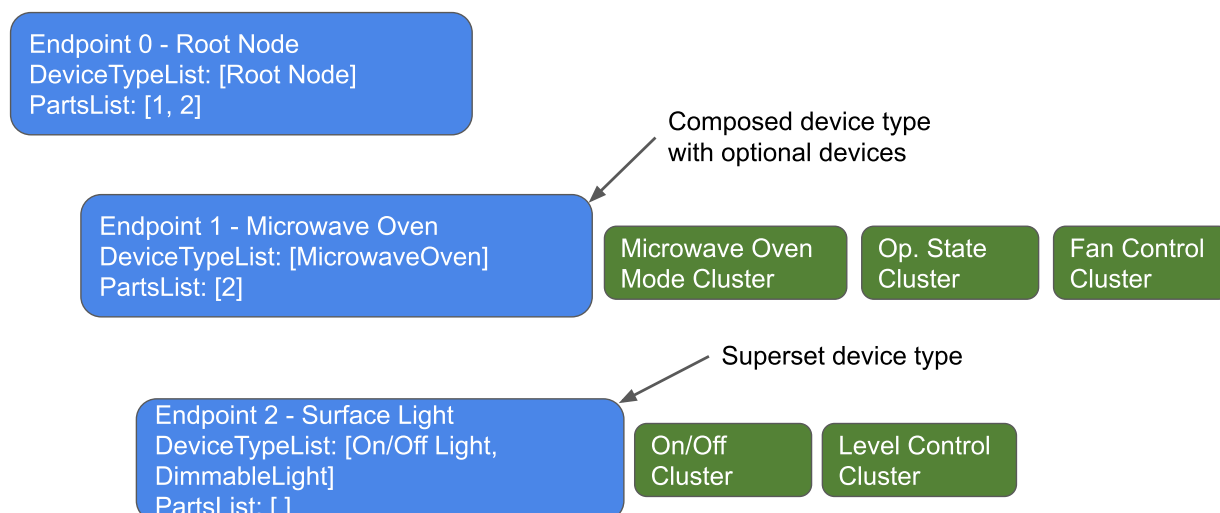 Endpoint 0 - Root Node
DeviceTypeList: [Root Node]
PartsList: [1, 2]
Composed device type
with optional devices
Endpoint 1 - Microwave Oven
DeviceTypeList: [MicrowaveOven]
PartsList: [2]
Microwave Oven
Mode Cluster
Op. State
Cluster
Fan Control
Cluster
Superset device type
Endpoint 2 - Surface Light
DeviceTypeList: [On/Off Light,
DimmableLight]
PartsList: [ ]
On/Off
Cluster
Level Control
Cluster